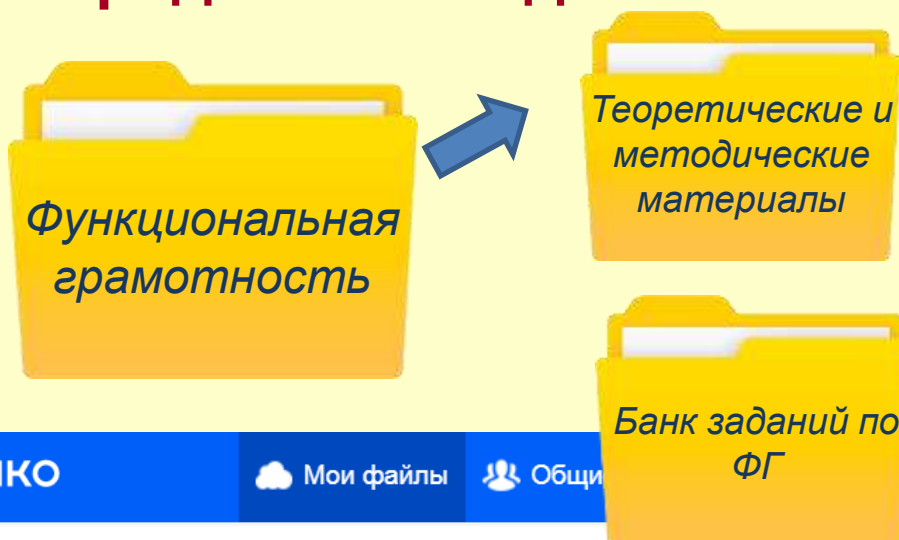 Функциональная
грамотность
Теоретические и
методические
материалы
Банк заданий по
ФГ
Мои файлы